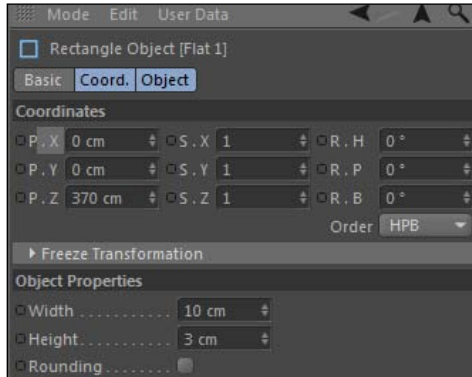 Mode Edit User Data
Rectangle Object [Flat 1]
Basic Coord. Object
Coordinates
P . X 0 cm S . X 1 R . H 0 °
P . Y 0 cm S . Y 1 R . P 0 °
P . Z 370 cm S . Z 1 R . B 0 °
Order HPB
Freeze Transformation
Object Properties
Width . . . . . . . . . . . 10 cm
Height . . . . . . . . . . 3 cm
Rounding . . . . . . . .